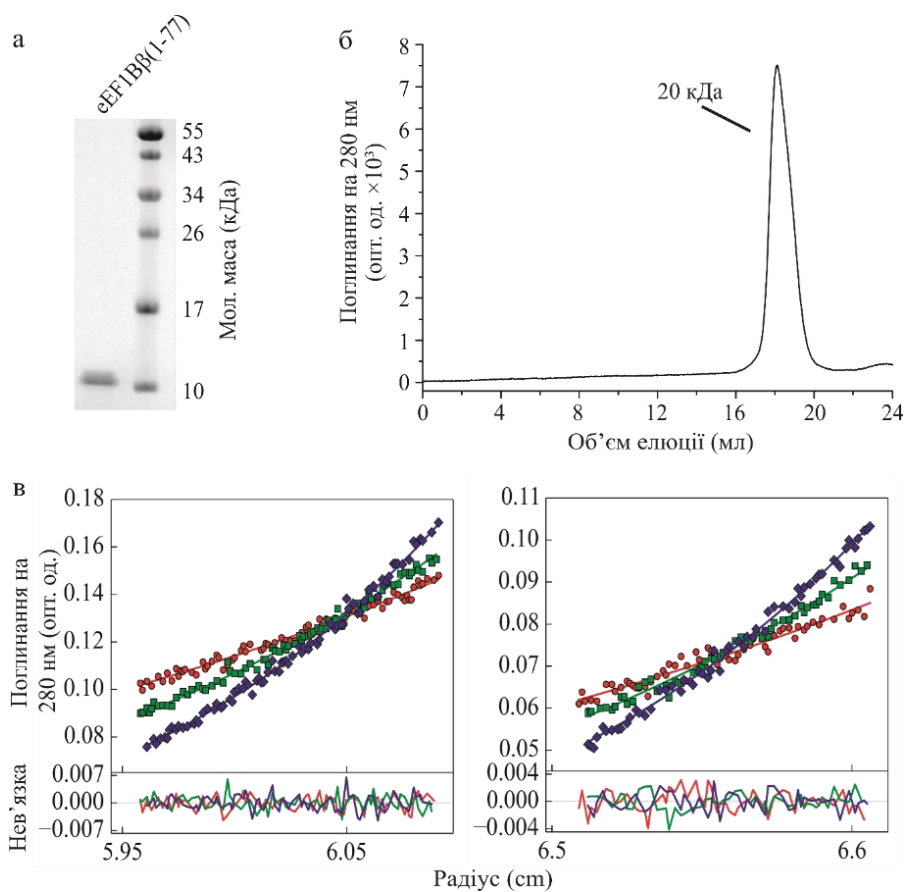 а
eEF1Bβ(1-77)
55
43
34
26
17
10
Мол. маса (кДа)
б
Поглинання на 280 нм
(опт. од. ×10³)
8
7
6
5
4
3
2
1
0
20 кДа
0 4 8 12 16 20 24
Об’єм елюції (мл)
в
Поглинання на
280 нм (опт. од.)
0.18
0.16
0.14
0.12
0.10
0.08
Нев’язка
0.007
0.000
−0.007
5.95 6.05
0.11
0.10
0.09
0.08
0.07
0.06
0.05
0.004
0.000
−0.004
6.5 6.6
Радіус (cm)